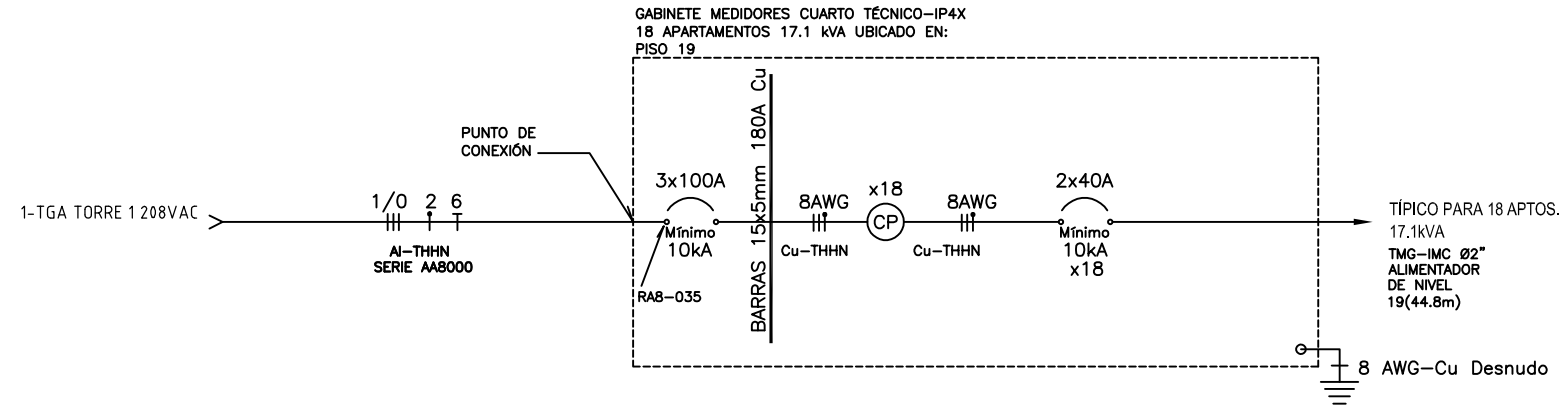 GABINETE MEDIDORES CUARTO TÉCNICO-IP4X
18 APARTAMENTOS 17.1 kVA UBICADO EN:
PISO 19
PUNTO DE
CONEXIÓN
1-TGA TORRE 1 208VAC
1/0 2 6
Al-THHN
SERIE AA8000
3x100A
Mínimo
10kA
RA8-035
BARRAS 15x5mm 180A Cu
8AWG
Cu-THHN
x18
CP
8AWG
Cu-THHN
2x40A
Mínimo
10kA
x18
TÍPICO PARA 18 APTOS.
17.1kVA
TMG-IMC Ø2"
ALIMENTADOR
DE NIVEL
19(44.8m)
8 AWG-Cu Desnudo